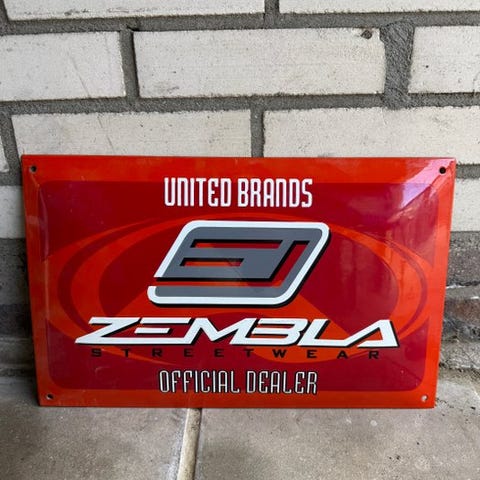 UNITED BRANDS
ZEMBLA
STREETWEAR
OFFICIAL DEALER